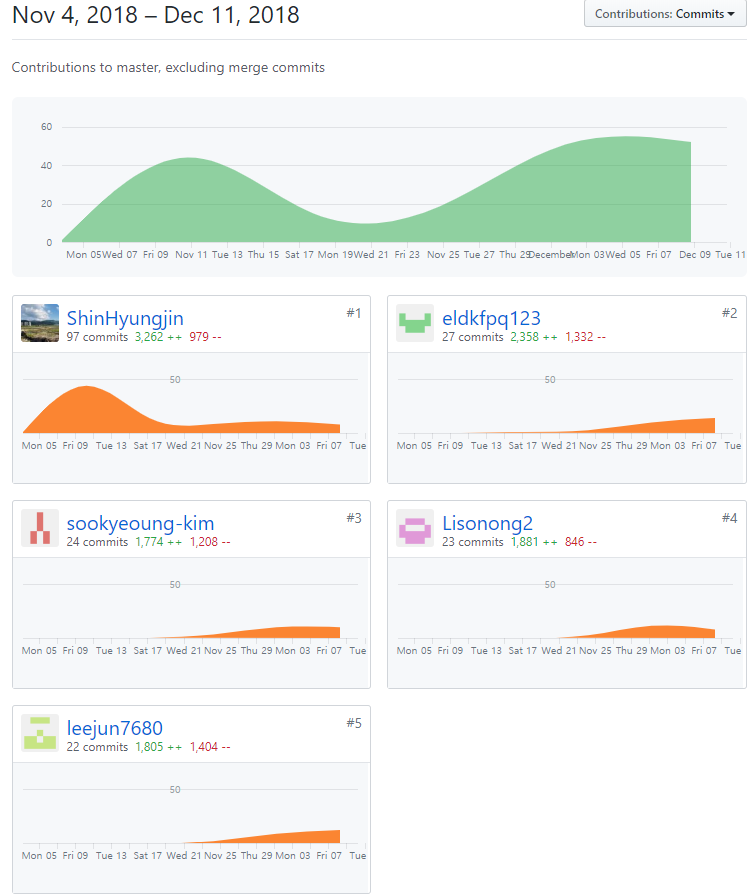 Nov 4, 2018 – Dec 11, 2018
Contributions: Commits
Contributions to master, excluding merge commits
60
40
20
0
Mon 05 Wed 07 Fri 09 Nov 11 Tue 13 Thu 15 Sat 17 Mon 19 Wed 21 Fri 23 Nov 25 Tue 27 Thu 29 December Mon 03 Wed 05 Fri 07 Dec 09 Tue 11
ShinHyungjin #1
97 commits 3,262 ++ 979 --
50
Mon 05 Fri 09 Tue 13 Sat 17 Wed 21 Nov 25 Thu 29 Mon 03 Fri 07 Tue
eldkfpq123 #2
27 commits 2,358 ++ 1,332 --
50
Mon 05 Fri 09 Tue 13 Sat 17 Wed 21 Nov 25 Thu 29 Mon 03 Fri 07 Tue
sookyeoung-kim #3
24 commits 1,774 ++ 1,208 --
50
Mon 05 Fri 09 Tue 13 Sat 17 Wed 21 Nov 25 Thu 29 Mon 03 Fri 07 Tue
Lisonong2 #4
23 commits 1,881 ++ 846 --
50
Mon 05 Fri 09 Tue 13 Sat 17 Wed 21 Nov 25 Thu 29 Mon 03 Fri 07 Tue
leejun7680 #5
22 commits 1,805 ++ 1,404 --
50
Mon 05 Fri 09 Tue 13 Sat 17 Wed 21 Nov 25 Thu 29 Mon 03 Fri 07 Tue